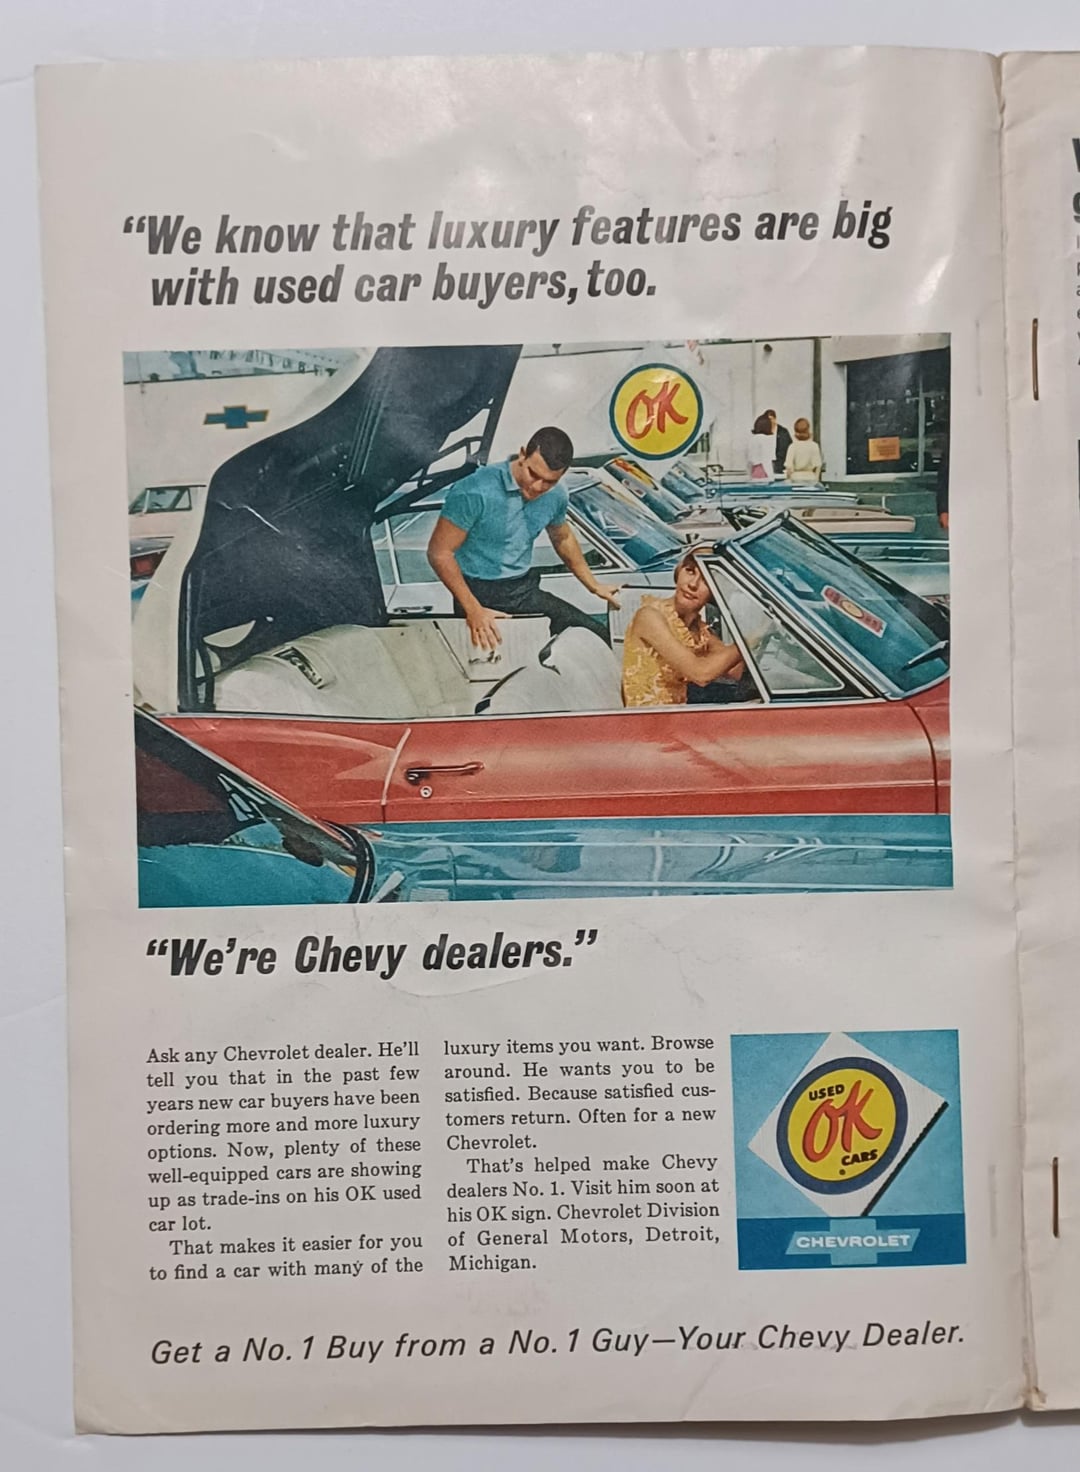 “We know that luxury features are big
with used car buyers, too.
OK
“We’re Chevy dealers.”
Ask any Chevrolet dealer. He’ll
tell you that in the past few
years new car buyers have been
ordering more and more luxury
options. Now, plenty of these
well-equipped cars are showing
up as trade-ins on his OK used
car lot.
That makes it easier for you
to find a car with many of the
luxury items you want. Browse
around. He wants you to be
satisfied. Because satisfied cus-
tomers return. Often for a new
Chevrolet.
That’s helped make Chevy
dealers No. 1. Visit him soon at
his OK sign. Chevrolet Division
of General Motors, Detroit,
Michigan.
USED
OK
CARS
CHEVROLET
Get a No. 1 Buy from a No. 1 Guy—Your Chevy Dealer.